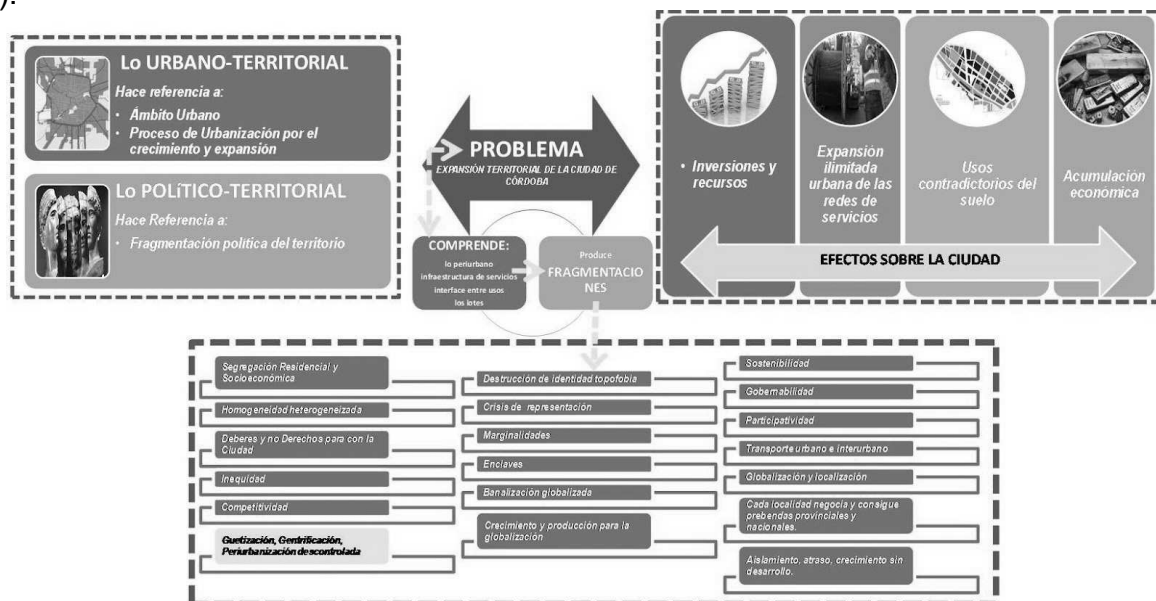 ).
Lo URBANO-TERRITORIAL
Hace referencia a:
• Ámbito Urbano
• Proceso de Urbanización por el
crecimiento y expansión
Lo POLíTICO-TERRITORIAL
Hace Referencia a:
• Fragmentación política del territorio
PROBLEMA
EXPANSIÓN TERRITORIAL DE LA CIUDAD DE
CÓRDOBA
COMPRENDE:
lo periurbano
infraestructura de servicios
interface entre usos
los lotes
Produce
FRAGMENTACIO
NES
• Inversiones y
recursos
Expansión
ilimitada
urbana de las
redes de
servicios
Usos
contradictorios del
suelo
Acumulación
económica
EFECTOS SOBRE LA CIUDAD
Segregación Residencial y
Socioeconómica
Homogeneidad heterogeneizada
Deberes y no Derechos para con la
Ciudad
Inequidad
Competitividad
Guetización, Gentrificación,
Periurbanización descontrolada
Destrucción de identidad topofobia
Crisis de representación
Marginalidades
Enclaves
Banalización globalizada
Crecimiento y producción para la
globalización
Sostenibilidad
Gobernabilidad
Participatividad
Transporte urbano e interurbano
Globalización y localización
Cada localidad negocia y consigue
prebendas provinciales y
nacionales.
Aislamiento, atraso, crecimiento sin
desarrollo.